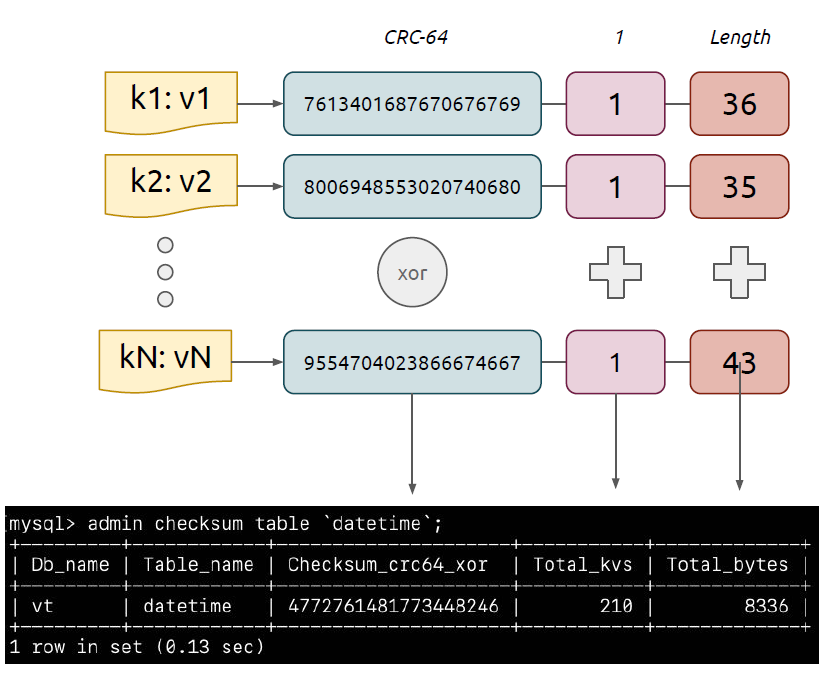 CRC-64 1 Length
k1: v1 7613401687670676769 1 36
k2: v2 8006948553020740680 1 35
xor
kN: vN 9554704023866674667 1 43
mysql> admin checksum table `datetime`;
+---------+------------+----------------------+-----------+-------------+
| Db_name | Table_name | Checksum_crc64_xor | Total_kvs | Total_bytes |
+---------+------------+----------------------+-----------+-------------+
| vt | datetime | 4772761481773448246 | 210 | 8336 |
+---------+------------+----------------------+-----------+-------------+
1 row in set (0.13 sec)